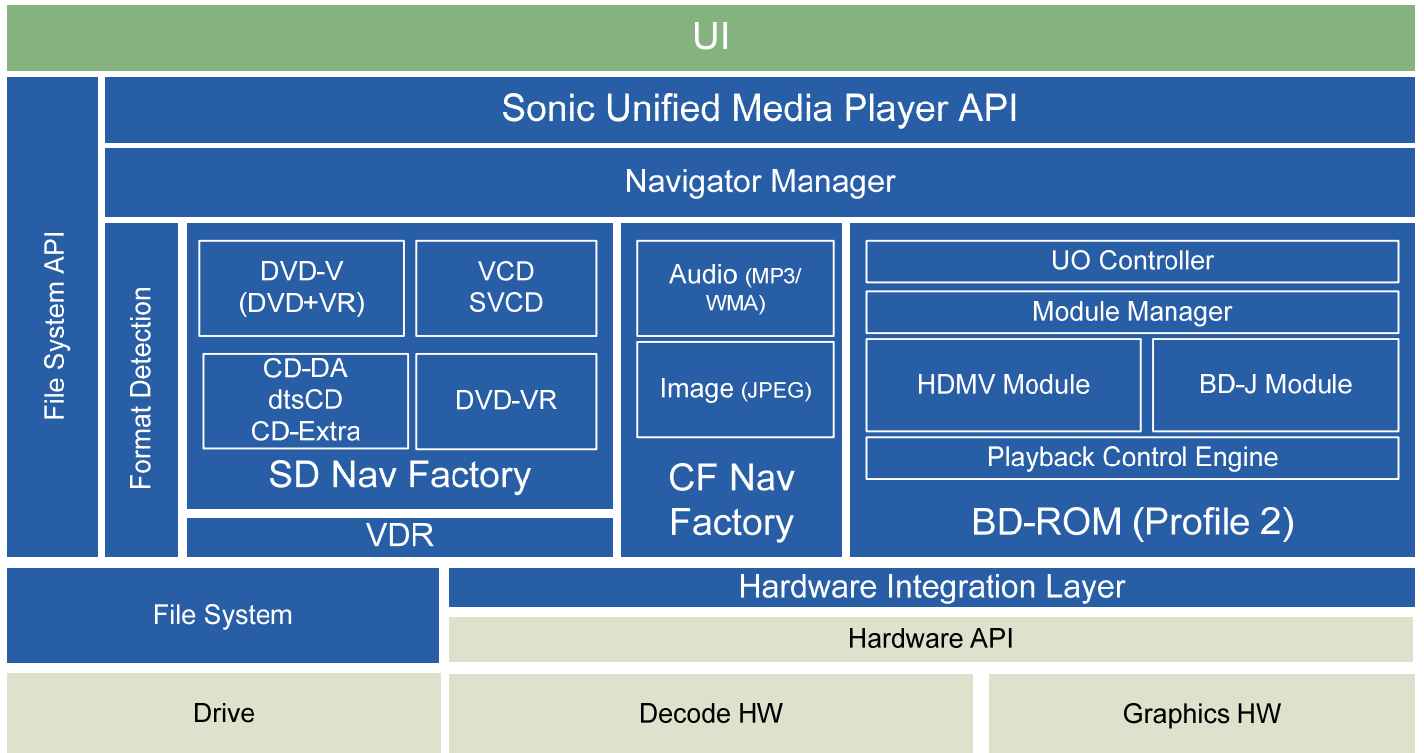 UI
Sonic Unified Media Player API
Navigator Manager
File System API
Format Detection
DVD-V
(DVD+VR)
VCD
SVCD
CD-DA
dtsCD
CD-Extra
DVD-VR
SD Nav Factory
VDR
Audio (MP3/
WMA)
Image (JPEG)
CF Nav
Factory
UO Controller
Module Manager
HDMV Module
BD-J Module
Playback Control Engine
BD-ROM (Profile 2)
File System
Hardware Integration Layer
Hardware API
Drive
Decode HW
Graphics HW